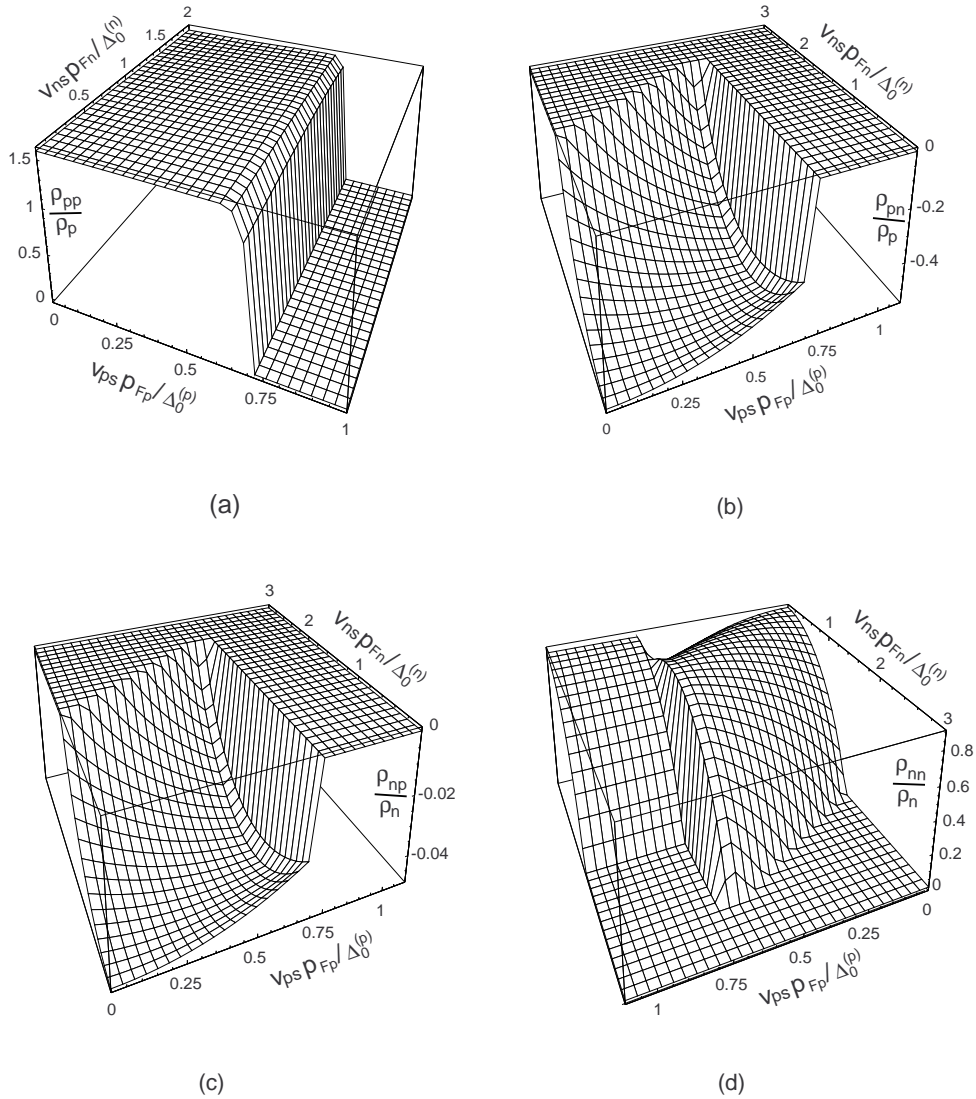 2
1.5
1
0.5
v_ns p_Fn / Δ_0^(n)
1.5
1
0.5
0
ρ_pp
ρ_p
0
0.25
0.5
0.75
1
v_ps p_Fp / Δ_0^(p)
(a)
3
2
1
0
v_ns p_Fn / Δ_0^(n)
-0.2
-0.4
ρ_pn
ρ_p
0
0.25
0.5
0.75
1
v_ps p_Fp / Δ_0^(p)
(b)
3
2
1
0
v_ns p_Fn / Δ_0^(n)
-0.02
-0.04
ρ_np
ρ_n
0
0.25
0.5
0.75
1
v_ps p_Fp / Δ_0^(p)
(c)
1
2
3
v_ns p_Fn / Δ_0^(n)
0.8
0.6
0.4
0.2
0
ρ_nn
ρ_n
0
0.25
0.5
0.75
1
v_ps p_Fp / Δ_0^(p)
(d)